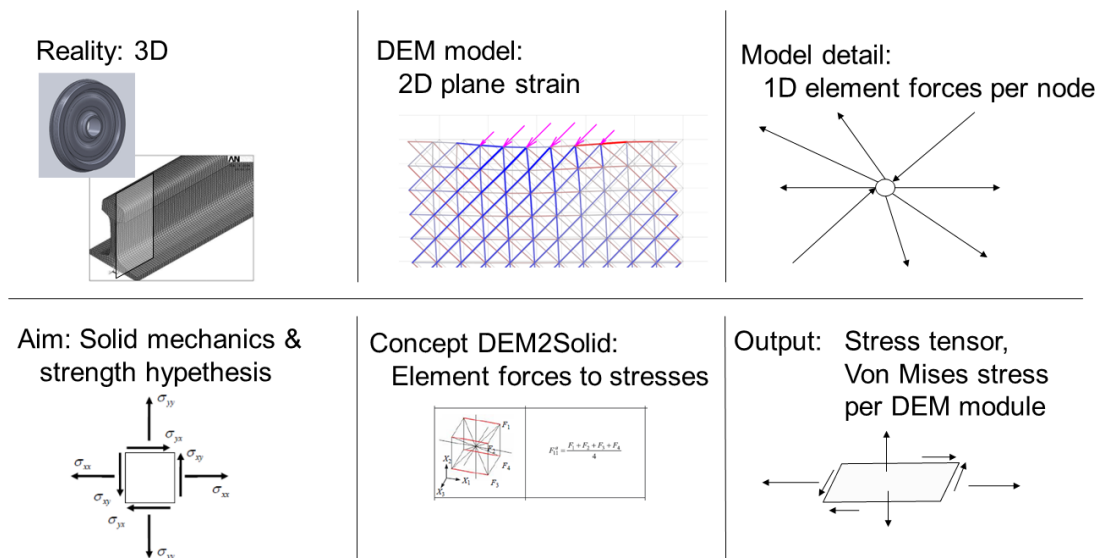 Reality: 3D
AN
DEM model:
2D plane strain
Model detail:
1D element forces per node
Aim: Solid mechanics &
strength hypethesis
σyy
σyx
σxy
σxx
σxx
σxy
σyx
σyy
Concept DEM2Solid:
Element forces to stresses
F1
F2
F4
F3
X2
X1
X3
= F1 + F2 + F3 + F4
4
Output: Stress tensor,
Von Mises stress
per DEM module